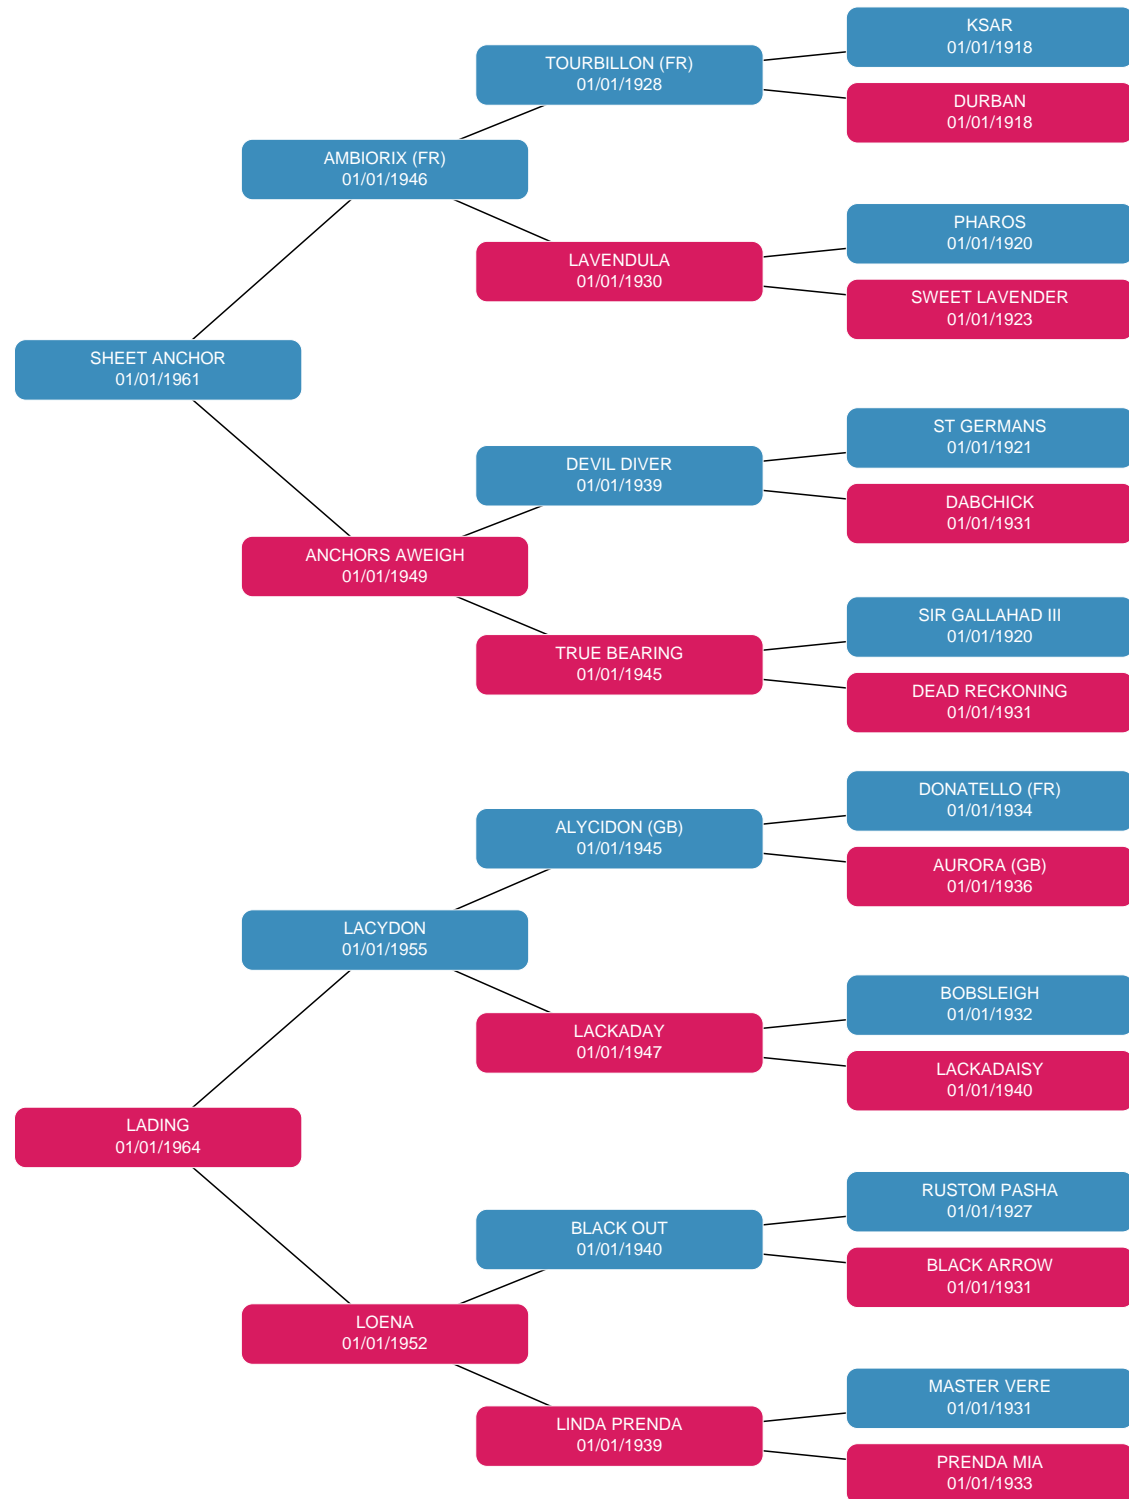 KSAR
01/01/1918
TOURBILLON (FR)
01/01/1928
DURBAN
01/01/1918
AMBIORIX (FR)
01/01/1946
PHAROS
01/01/1920
LAVENDULA
01/01/1930
SWEET LAVENDER
01/01/1923
SHEET ANCHOR
01/01/1961
ST GERMANS
01/01/1921
DEVIL DIVER
01/01/1939
DABCHICK
01/01/1931
ANCHORS AWEIGH
01/01/1949
SIR GALLAHAD III
01/01/1920
TRUE BEARING
01/01/1945
DEAD RECKONING
01/01/1931
DONATELLO (FR)
01/01/1934
ALYCIDON (GB)
01/01/1945
AURORA (GB)
01/01/1936
LACYDON
01/01/1955
BOBSLEIGH
01/01/1932
LACKADAY
01/01/1947
LACKADAISY
01/01/1940
LADING
01/01/1964
RUSTOM PASHA
01/01/1927
BLACK OUT
01/01/1940
BLACK ARROW
01/01/1931
LOENA
01/01/1952
MASTER VERE
01/01/1931
LINDA PRENDA
01/01/1939
PRENDA MIA
01/01/1933